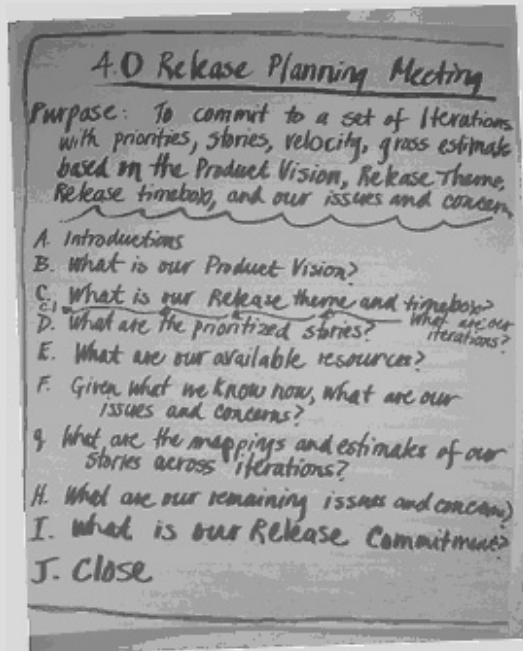 4.0 Release Planning Meeting
Purpose: To commit to a set of Iterations
with priorities, stories, velocity, gross estimate
based on the Product Vision, Release Theme,
Release timebox, and our issues and concern
A. Introductions
B. What is our Product Vision?
C. What is our Release theme and timebox?
C.1 What are our
iterations?
D. What are the prioritized stories?
E. What are our available resources?
F. Given what we know now, what are our
issues and concerns?
g What are the mappings and estimates of our
stories across iterations?
H. What are our remaining issues and concerns
I. What is our Release Commitment?
J. Close